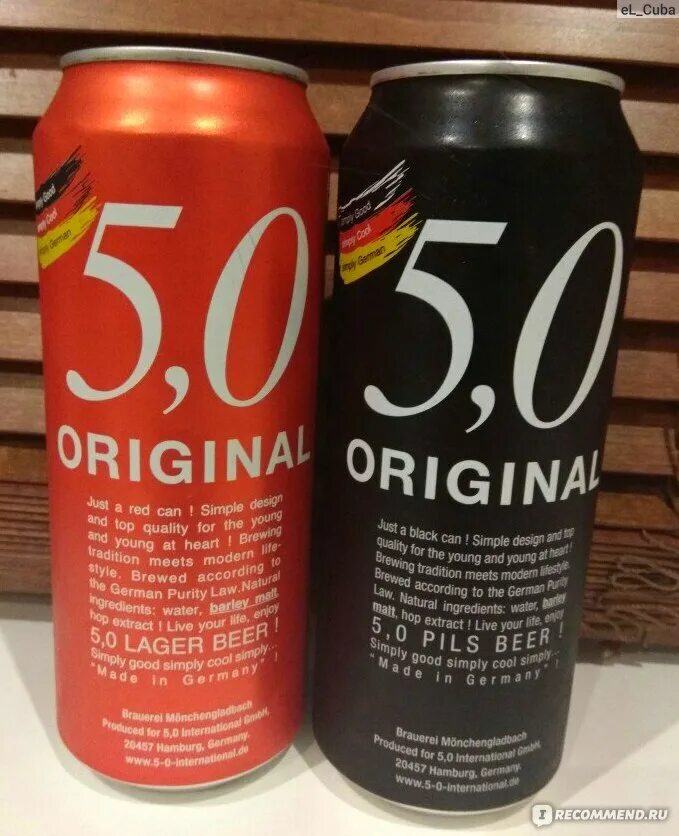 eL_Cuba
Simply Good
Simply Cool
Simply German
5,0
ORIGINAL
Just a red can ! Simple design
and top quality for the young
and young at heart ! Brewing
tradition meets modern life-
style. Brewed according to
the German Purity Law.Natural
ingredients: water, barley malt,
hop extract ! Live your life, enjoy
5,0 LAGER BEER !
Simply good simply cool simply...
"Made in Germany" !
Brauerei Mönchengladbach
Produced for 5,0 International GmbH,
20457 Hamburg, Germany.
www.5-0-international.de
Simply Good
Simply Cool
Simply German
5,0
ORIGINAL
Just a black can ! Simple design and top
quality for the young and young at heart !
Brewing tradition meets modern lifestyle.
Brewed according to the German Purity
Law. Natural ingredients: water, barley
malt, hop extract ! Live your life, enjoy
5,0 PILS BEER !
Simply good simply cool simply...
"Made in Germany" !
Brauerei Mönchengladbach
Produced for 5,0 International GmbH,
20457 Hamburg, Germany.
www.5-0-international.de
I RECOMMEND.RU